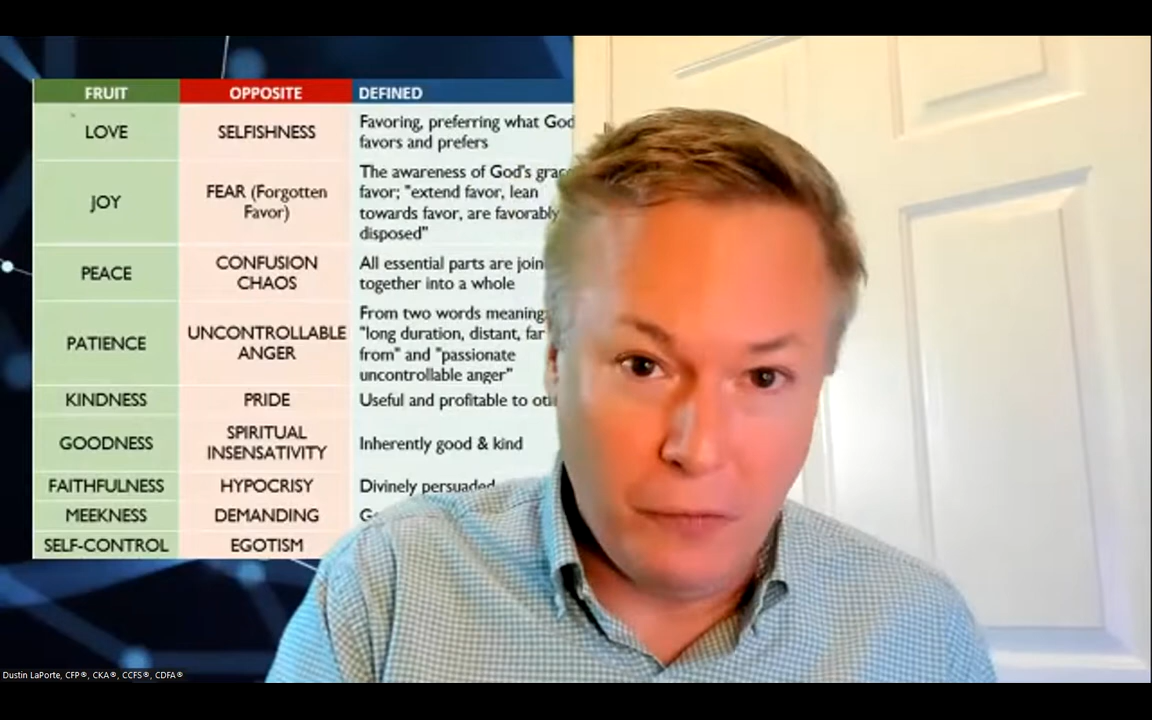 FRUIT OPPOSITE DEFINED
LOVE SELFISHNESS Favoring, preferring what God
favors and prefers
JOY FEAR (Forgotten
Favor) The awareness of God's grace
favor; "extend favor, lean
towards favor, are favorably
disposed"
PEACE CONFUSION
CHAOS All essential parts are join
together into a whole
PATIENCE UNCONTROLLABLE
ANGER From two words meaning:
"long duration, distant, far
from" and "passionate
uncontrollable anger"
KINDNESS PRIDE Useful and profitable to
GOODNESS SPIRITUAL
INSENSATIVITY Inherently good & kind
FAITHFULNESS HYPOCRISY Divinely persuaded
MEEKNESS DEMANDING
SELF-CONTROL EGOTISM
Dustin LaPorte, CFP®, CKA®, CCFS®, CDFA®